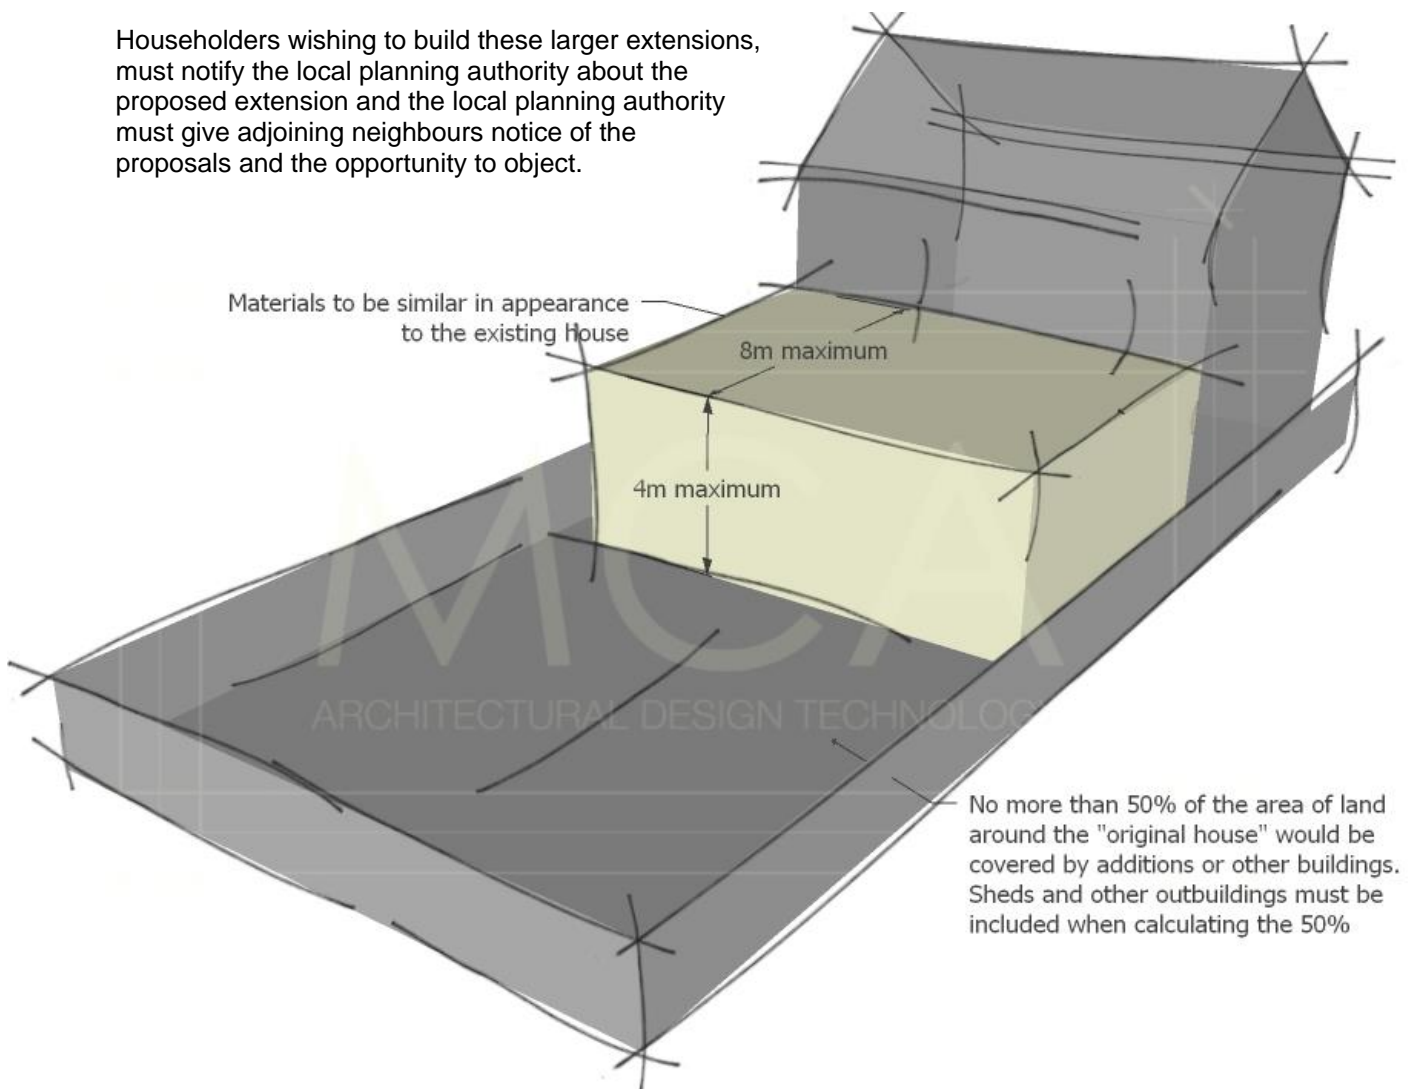 Householders wishing to build these larger extensions,
must notify the local planning authority about the
proposed extension and the local planning authority
must give adjoining neighbours notice of the
proposals and the opportunity to object.
Materials to be similar in appearance
to the existing house
8m maximum
4m maximum
MCA
ARCHITECTURAL DESIGN TECHNOLOG
No more than 50% of the area of land
around the "original house" would be
covered by additions or other buildings.
Sheds and other outbuildings must be
included when calculating the 50%